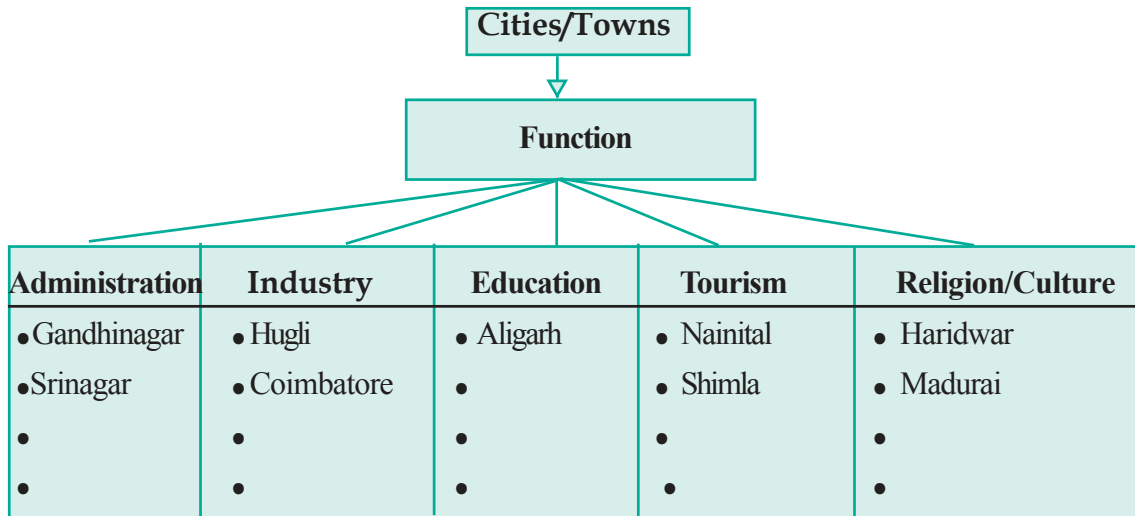 Cities/Towns
Function
Administration Industry Education Tourism Religion/Culture
•Gandhinagar • Hugli • Aligarh • Nainital • Haridwar
•Srinagar •Coimbatore • • Shimla • Madurai
• • • • •
• • • • •